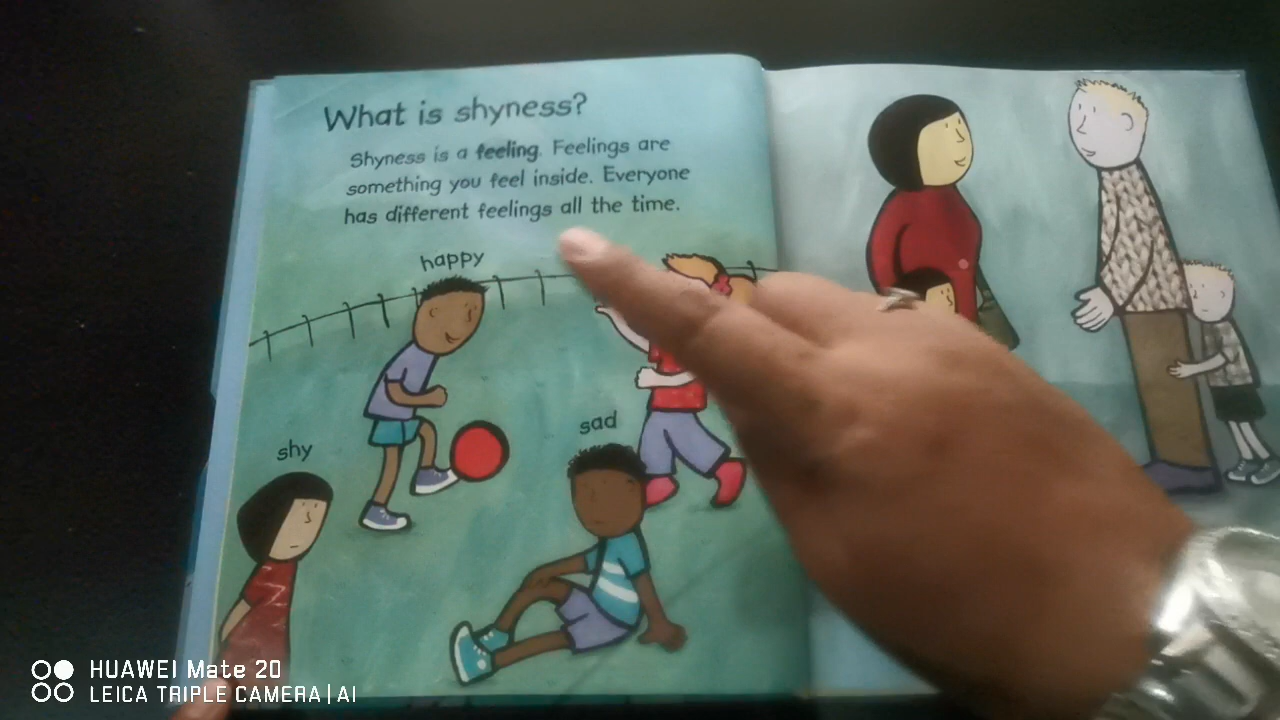 What is shyness?
Shyness is a feeling. Feelings are
something you feel inside. Everyone
has different feelings all the time.
happy
sad
shy
HUAWEI Mate 20
LEICA TRIPLE CAMERA | AI